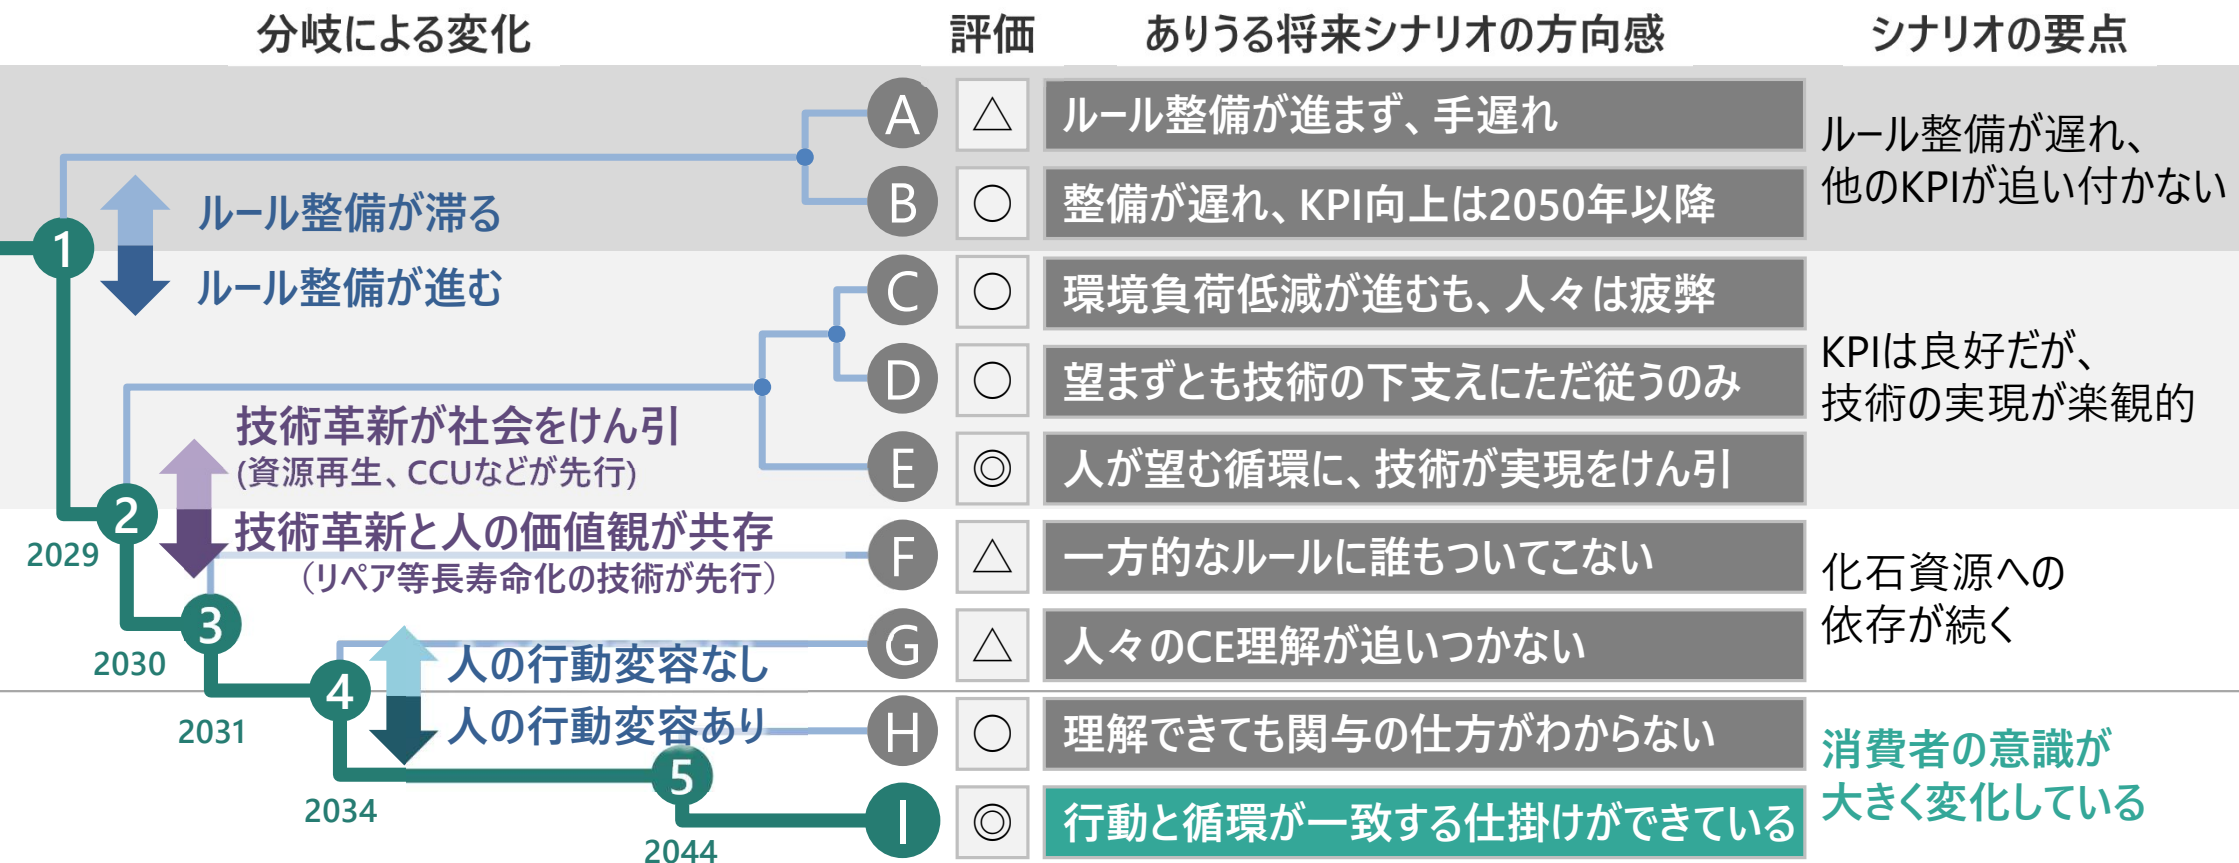 分岐による変化
評価
ありうる将来シナリオの方向感
シナリオの要点
A
△
ルール整備が進まず、手遅れ
B
○
整備が遅れ、KPI向上は2050年以降
ルール整備が遅れ、
他のKPIが追い付かない
ルール整備が滞る
1
ルール整備が進む
C
○
環境負荷低減が進むも、人々は疲弊
D
○
望まずとも技術の下支えにただ従うのみ
E
◎
人が望む循環に、技術が実現をけん引
KPIは良好だが、
技術の実現が楽観的
技術革新が社会をけん引
(資源再生、CCUなどが先行)
2
2029
技術革新と人の価値観が共存
（リペア等長寿命化の技術が先行）
F
△
一方的なルールに誰もついてこない
3
2030
G
△
人々のCE理解が追いつかない
化石資源への
依存が続く
人の行動変容なし
4
2031
人の行動変容あり
H
○
理解できても関与の仕方がわからない
5
2034
I
◎
行動と循環が一致する仕掛けができている
2044
消費者の意識が
大きく変化している